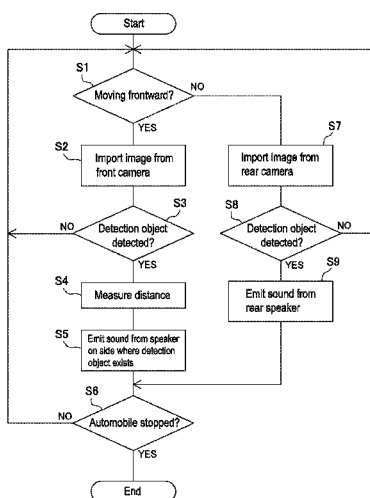 Start
S1
Moving frontward?
NO
YES
S2
Import image from
front camera
S7
Import image from
rear camera
S3
Detection object
detected?
NO
YES
S8
Detection object
detected?
NO
YES
S4
Measure distance
S9
Emit sound from
rear speaker
S5
Emit sound from speaker
on side where detection
object exists
S6
Automobile stopped?
NO
YES
End